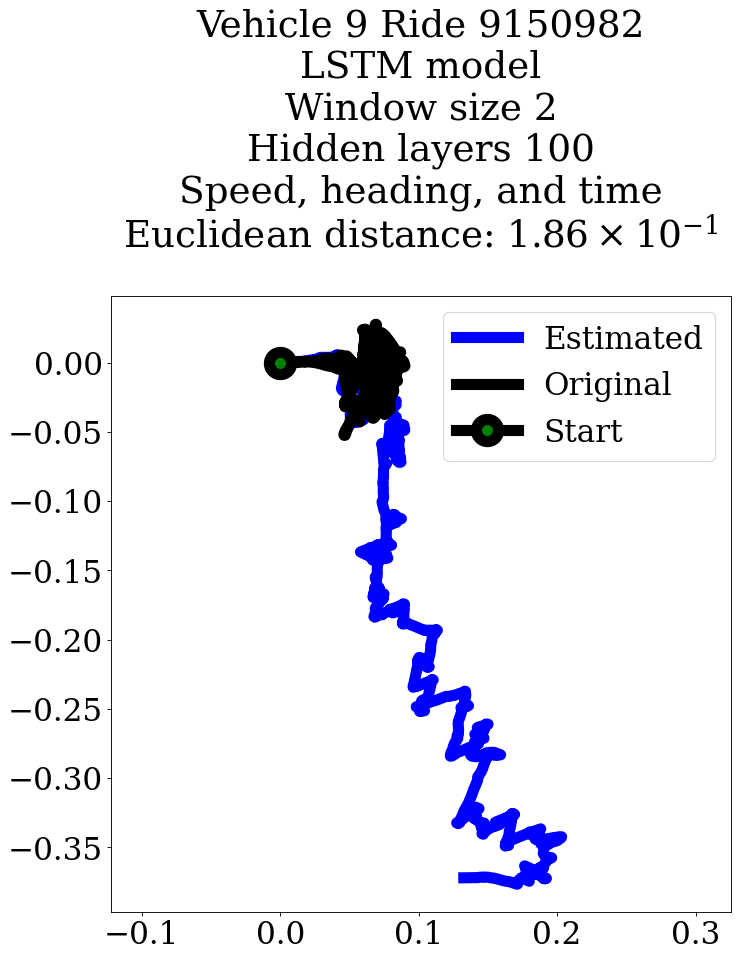 Vehicle 9 Ride 9150982
LSTM model
Window size 2
Hidden layers 100
Speed, heading, and time
Euclidean distance: 1.86 × 10⁻¹
Estimated
Original
Start
0.00
−0.05
−0.10
−0.15
−0.20
−0.25
−0.30
−0.35
−0.1 0.0 0.1 0.2 0.3